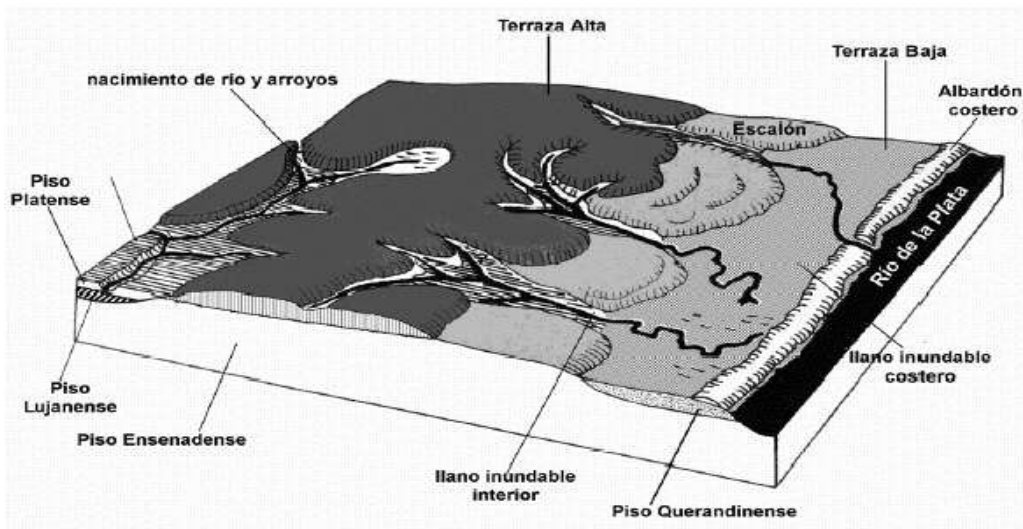 Terraza Alta
Terraza Baja
nacimiento de río y arroyos
Albardón
costero
Escalón
Piso
Platense
Río de la Plata
llano inundable
costero
Piso
Lujanense
Piso Ensenadense
llano inundable
interior
Piso Querandinense